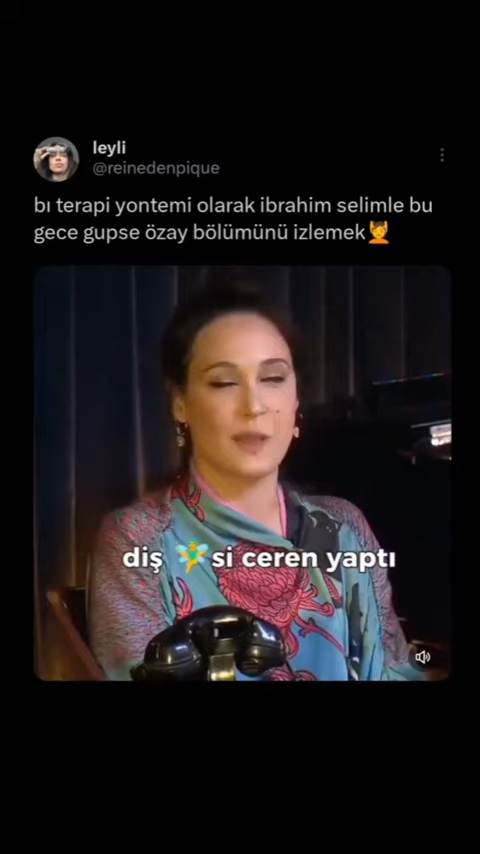 leyli
@reinedenpique
bı terapi yontemi olarak ibrahim selimle bu
gece gupse özay bölümünü izlemek💆
diş 🧚si ceren yaptı